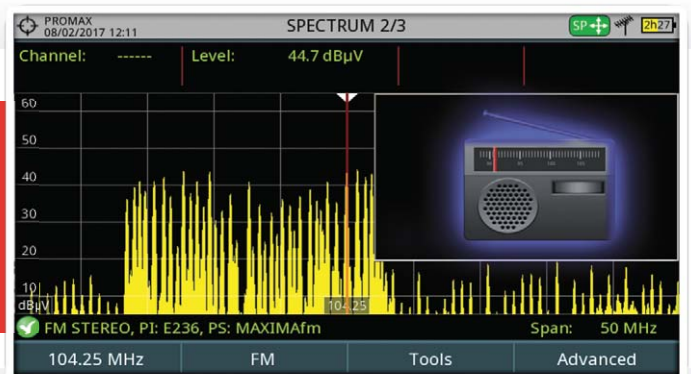 PROMAX
08/02/2017 12:11
SPECTRUM 2/3
SP
2h27
Channel: ------ Level: 44.7 dBµV
60
50
40
30
20
10
dBµV
104.25
FM STEREO, PI: E236, PS: MAXIMAfm Span: 50 MHz
104.25 MHz FM Tools Advanced